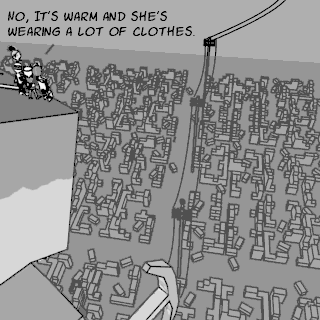 NO, IT'S WARM AND SHE'S
WEARING A LOT OF CLOTHES.